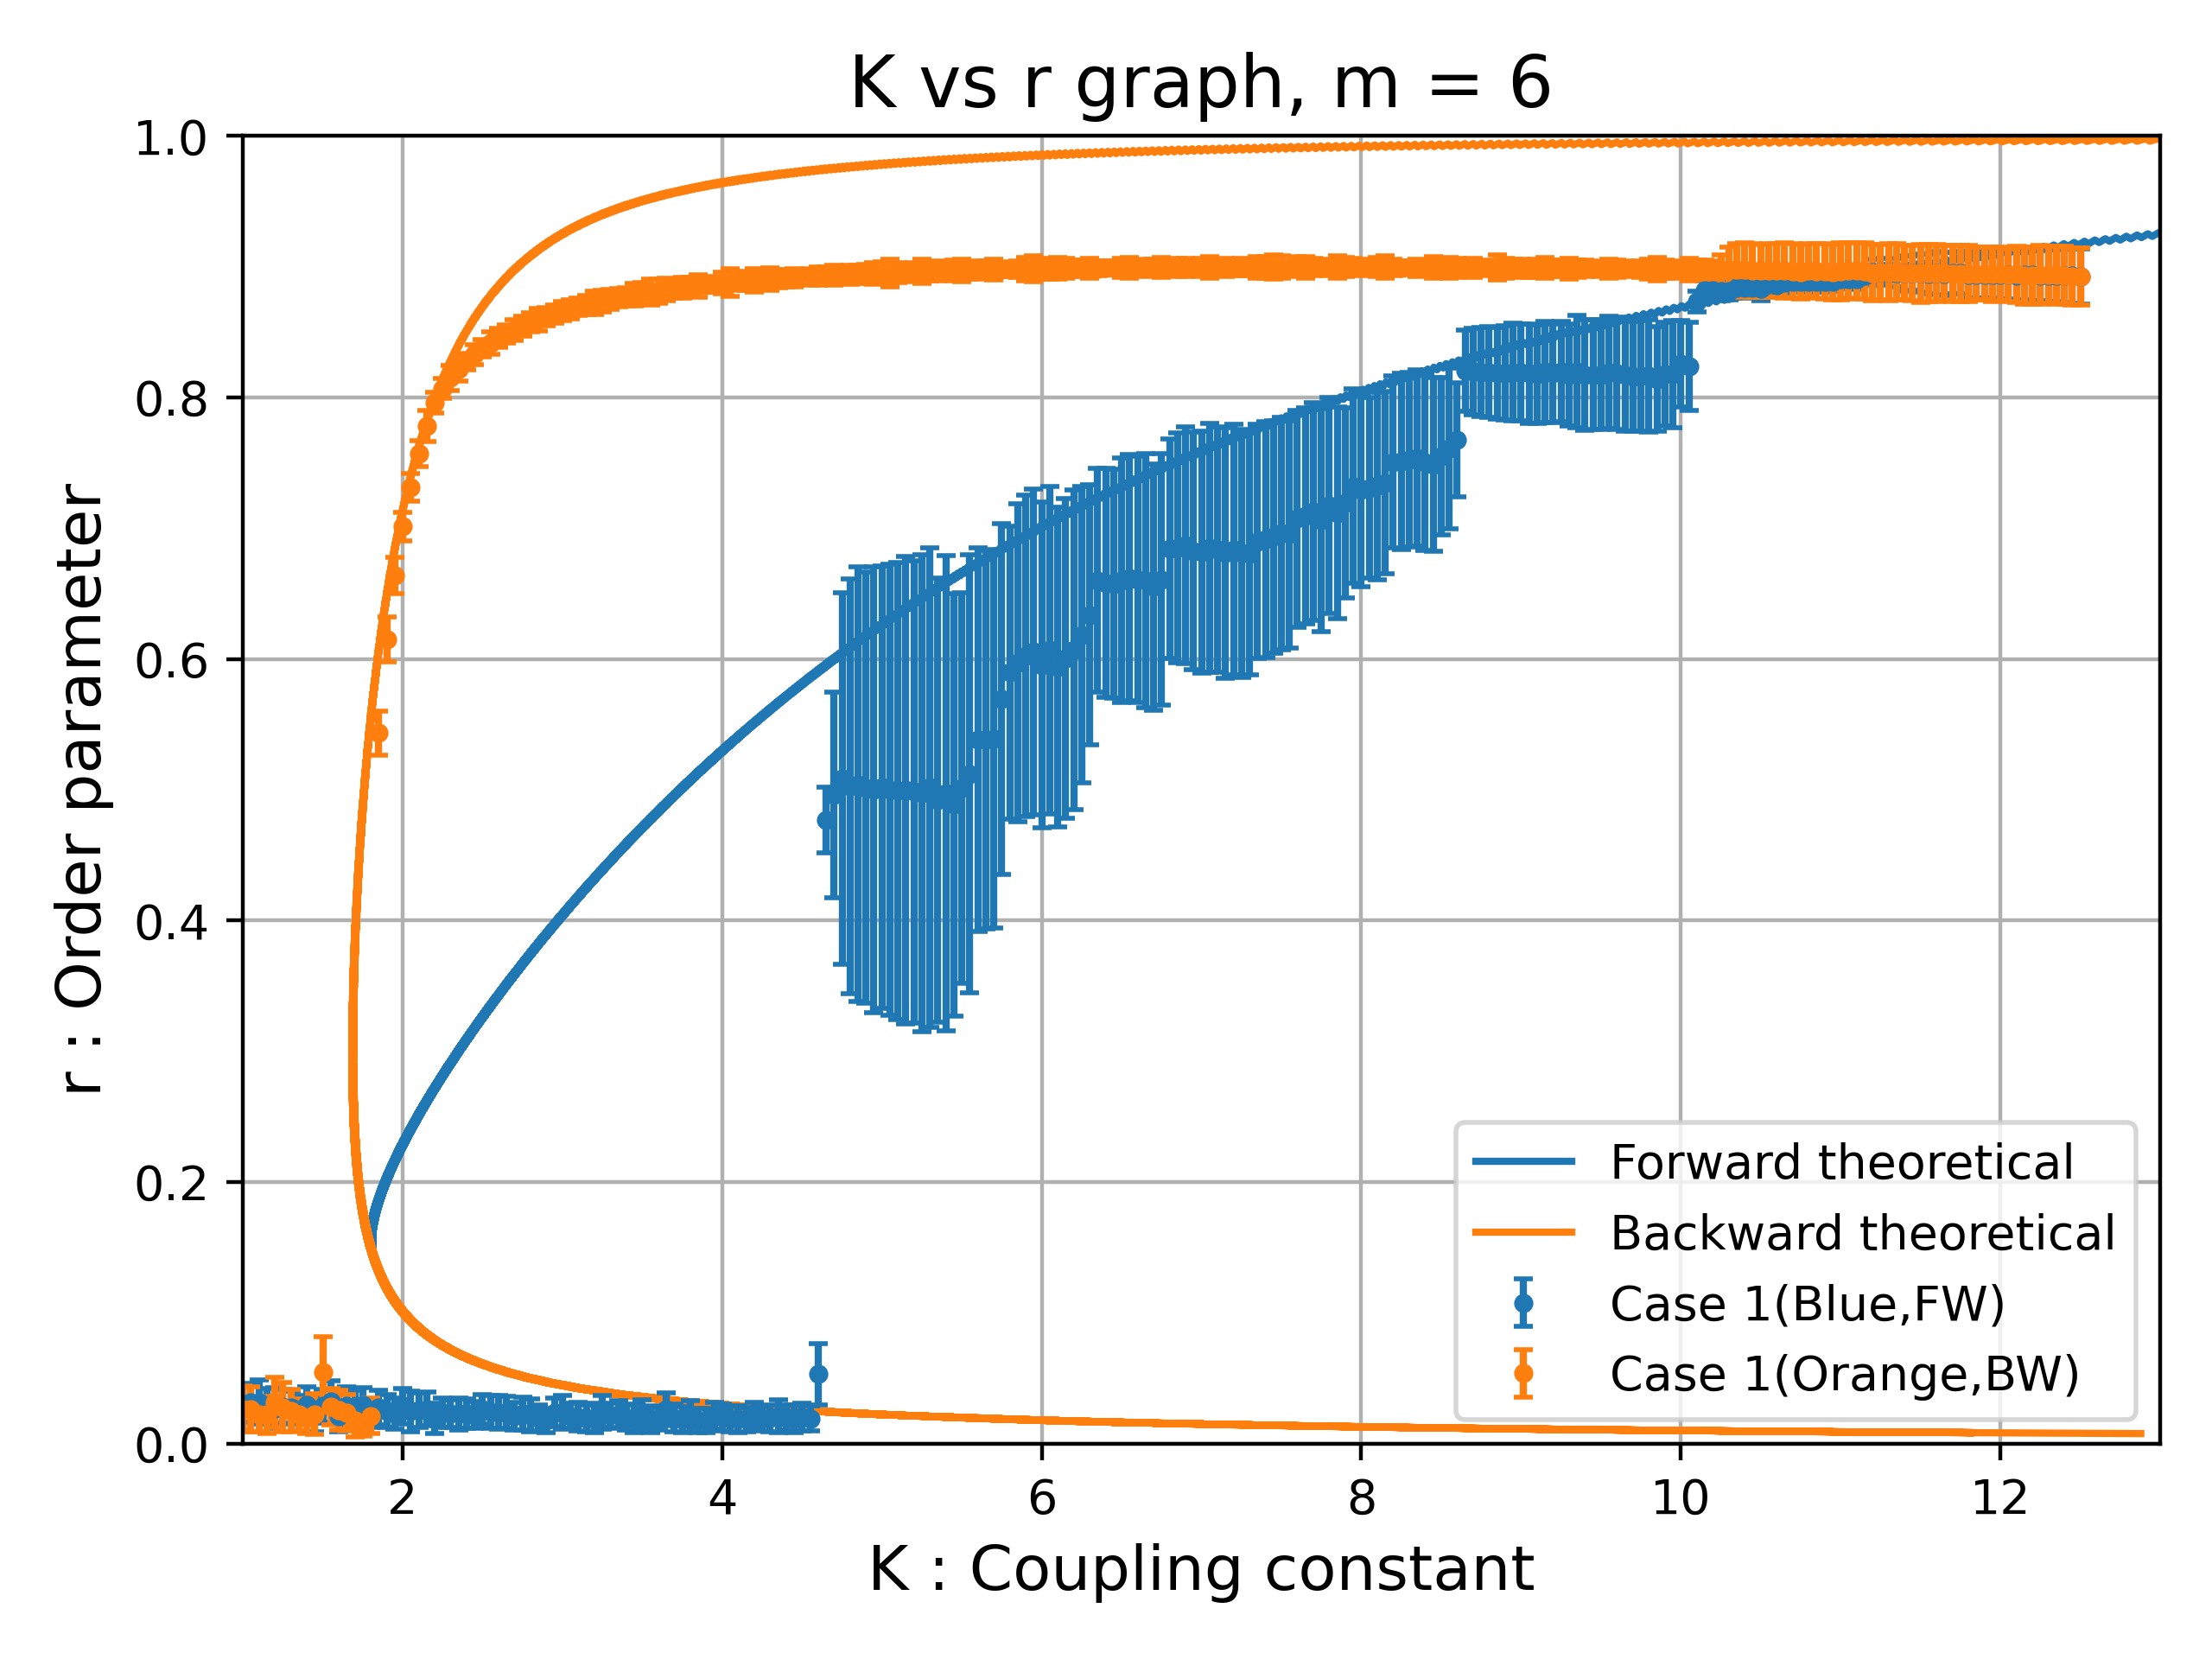 K vs r graph, m = 6
1.0
0.8
0.6
0.4
0.2
0.0
r : Order parameter
Forward theoretical
Backward theoretical
Case 1(Blue,FW)
Case 1(Orange,BW)
2 4 6 8 10 12
K : Coupling constant